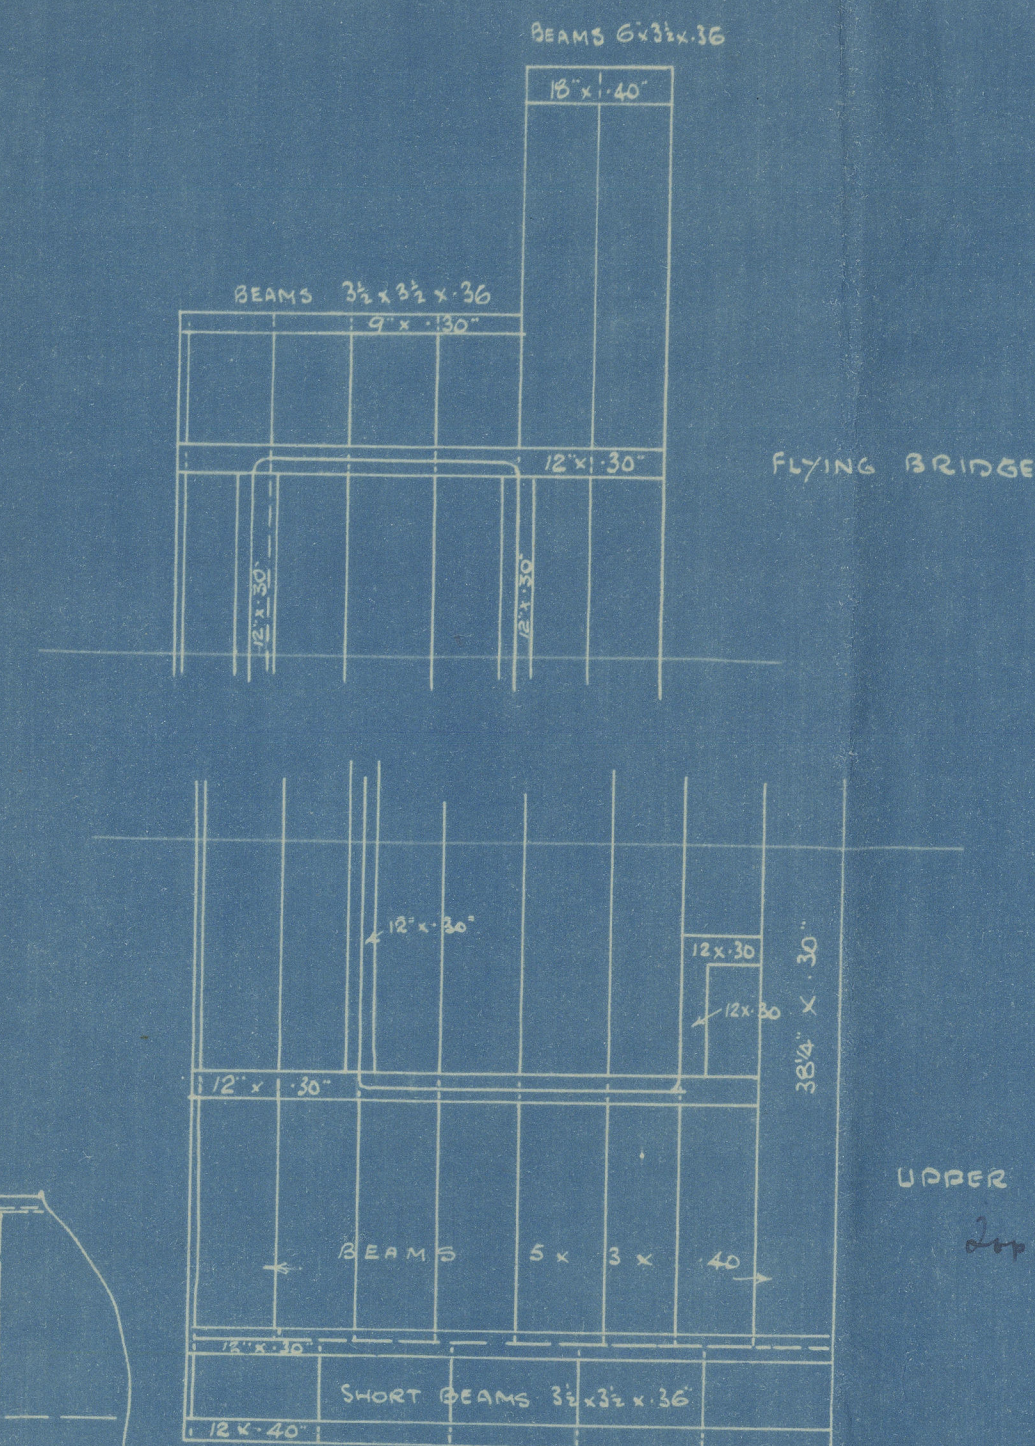 BEAMS 6"x3½x.36
18" x .40"
BEAMS 3½ x 3½ x .36
9" x .30"
12" x .30"
FLYING BRIDGE
12" x .30"
12" x .30"
12" x .30"
12 x .30
12 x .30
38¼" x .30"
12" x .30"
UPPER
BEAMS 5 x 3 x .40
12" x .30"
SHORT BEAMS 3½ x 3½ x .36"
12 x .40"